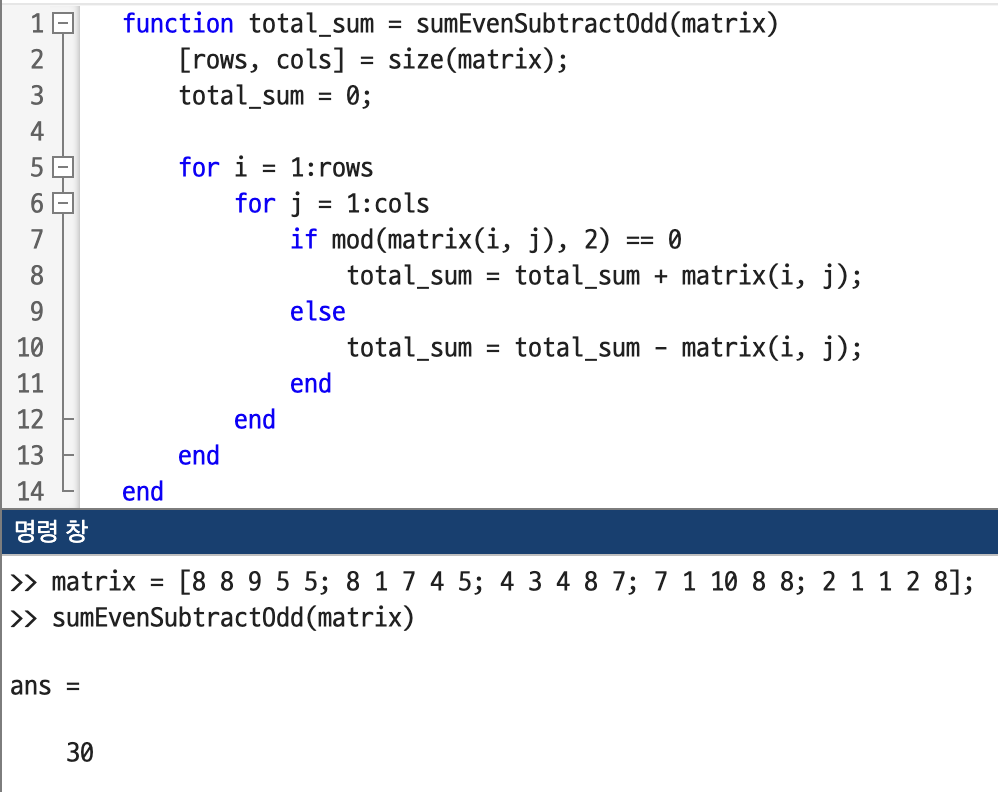 1 function total_sum = sumEvenSubtractOdd(matrix)
2 [rows, cols] = size(matrix);
3 total_sum = 0;
4
5 for i = 1:rows
6 for j = 1:cols
7 if mod(matrix(i, j), 2) == 0
8 total_sum = total_sum + matrix(i, j);
9 else
10 total_sum = total_sum - matrix(i, j);
11 end
12 end
13 end
14 end
명령 창
>> matrix = [8 8 9 5 5; 8 1 7 4 5; 4 3 4 8 7; 7 1 10 8 8; 2 1 1 2 8];
>> sumEvenSubtractOdd(matrix)
ans =
30